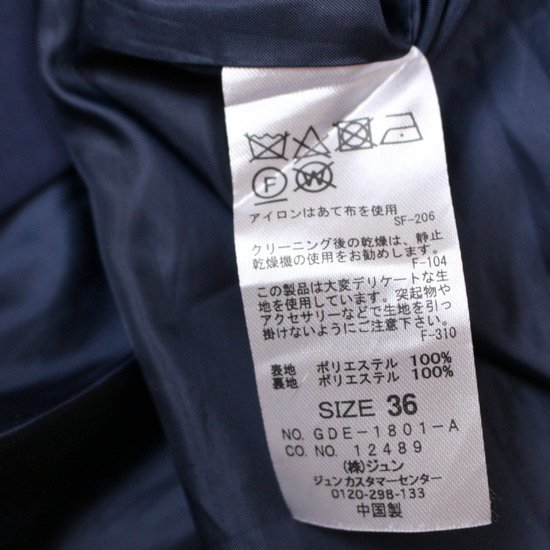 F W
アイロンはあて布を使用
SF-206
クリーニング後の乾燥は、静止
乾燥機の使用をお勧めします。
F-104
この製品は大変デリケートな生
地を使用しています。突起物や
アクセサリーなどで生地を引っ
掛けないようにご注意下さい。
F-310
表地 ポリエステル 100%
裏地 ポリエステル 100%
SIZE 36
NO. GDE-1801-A
CO. NO. 12489
(株)ジュン
ジュンカスタマーセンター
0120-298-133
中国製